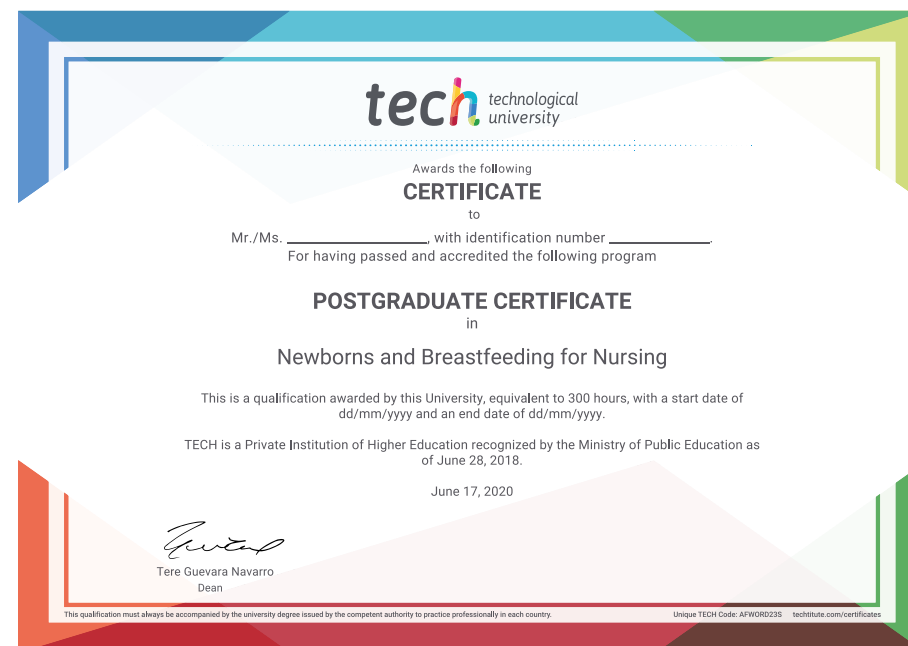 tech technological
university
Awards the following
CERTIFICATE
to
Mr./Ms. ____________________, with identification number ______________.
For having passed and accredited the following program
POSTGRADUATE CERTIFICATE
in
Newborns and Breastfeeding for Nursing
This is a qualification awarded by this University, equivalent to 300 hours, with a start date of
dd/mm/yyyy and an end date of dd/mm/yyyy.
TECH is a Private Institution of Higher Education recognized by the Ministry of Public Education as
of June 28, 2018.
June 17, 2020
Tere Guevara Navarro
Dean
This qualification must always be accompanied by the university degree issued by the competent authority to practice professionally in each country. Unique TECH Code: AFWORD23S techtitute.com/certificates